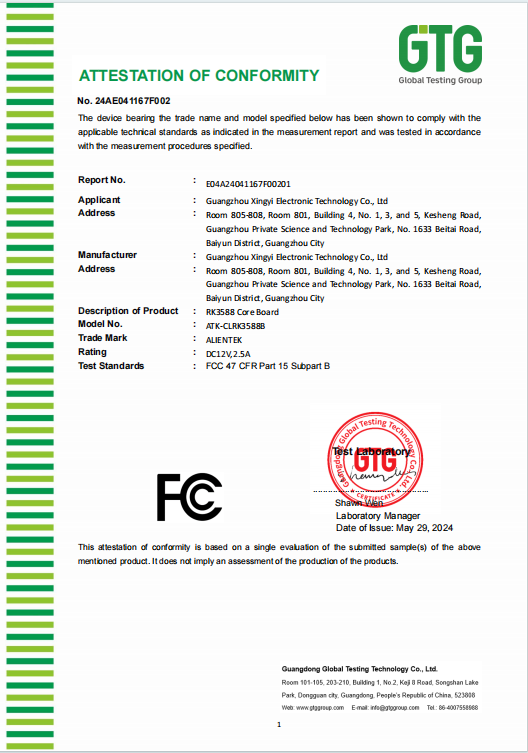 GTG
Global Testing Group
ATTESTATION OF CONFORMITY
No. 24AE041167F002
The device bearing the trade name and model specified below has been shown to comply with the
applicable technical standards as indicated in the measurement report and was tested in accordance
with the measurement procedures specified.
Report No. : E04A24041167F00201
Applicant : Guangzhou Xingyi Electronic Technology Co., Ltd
Address : Room 805-808, Room 801, Building 4, No. 1, 3, and 5, Kesheng Road,
Guangzhou Private Science and Technology Park, No. 1633 Beitai Road,
Baiyun District, Guangzhou City
Manufacturer : Guangzhou Xingyi Electronic Technology Co., Ltd
Address : Room 805-808, Room 801, Building 4, No. 1, 3, and 5, Kesheng Road,
Guangzhou Private Science and Technology Park, No. 1633 Beitai Road,
Baiyun District, Guangzhou City
Description of Product : RK3588 Core Board
Model No. : ATK-CLRK3588B
Trade Mark : ALIENTEK
Rating : DC12V,2.5A
Test Standards : FCC 47 CFR Part 15 Subpart B
Guangdong Global Testing Technology Co., Ltd.
Test Laboratory
GTG
CERTIFICATE
FC
Shawn Wen
Laboratory Manager
Date of Issue: May 29, 2024
This attestation of conformity is based on a single evaluation of the submitted sample(s) of the above
mentioned product. It does not imply an assessment of the production of the products.
Guangdong Global Testing Technology Co., Ltd.
Room 101-105, 203-210, Building 1, No.2, Keji 8 Road, Songshan Lake
Park, Dongguan city, Guangdong, People's Republic of China, 523808
Web: www.gtggroup.com E-mail: info@gtggroup.com Tel.: 86-4007558988
1